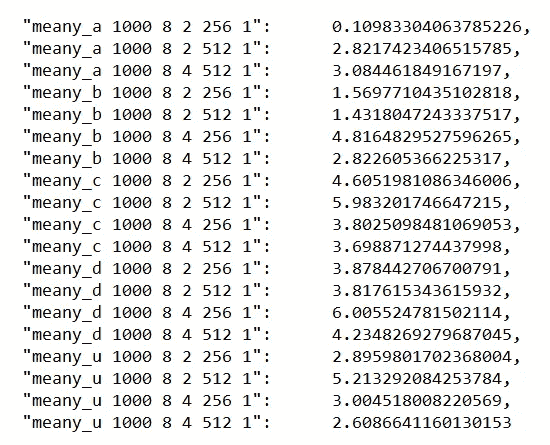 "meany_a 1000 8 2 256 1": 0.10983304063785226,
"meany_a 1000 8 2 512 1": 2.8217423406515785,
"meany_a 1000 8 4 512 1": 3.084461849167197,
"meany_b 1000 8 2 256 1": 1.5697710435102818,
"meany_b 1000 8 2 512 1": 1.4318047243337517,
"meany_b 1000 8 4 256 1": 4.8164829527596265,
"meany_b 1000 8 4 512 1": 2.822605366225317,
"meany_c 1000 8 2 256 1": 4.6051981086346006,
"meany_c 1000 8 2 512 1": 5.983201746647215,
"meany_c 1000 8 4 256 1": 3.8025098481069053,
"meany_c 1000 8 4 512 1": 3.698871274437998,
"meany_d 1000 8 2 256 1": 3.878442706700791,
"meany_d 1000 8 2 512 1": 3.817615343615932,
"meany_d 1000 8 4 256 1": 6.005524781502114,
"meany_d 1000 8 4 512 1": 4.2348269279687045,
"meany_u 1000 8 2 256 1": 2.8959801702368004,
"meany_u 1000 8 2 512 1": 5.213292084253784,
"meany_u 1000 8 4 256 1": 3.004518008220569,
"meany_u 1000 8 4 512 1": 2.6086641160130153